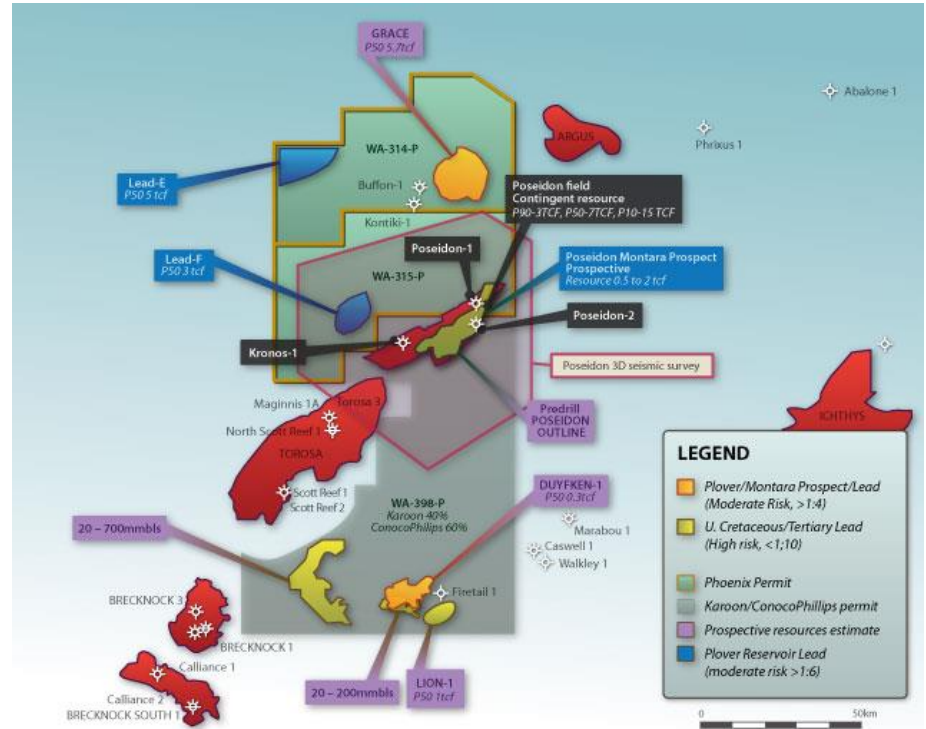 GRACE
P50 5.7tcf
Abalone 1
ARGUS
Phrixus 1
WA-314-P
Lead-E
P50 5 tcf
Buffon-1
Kontiki-1
Poseidon field
Contingent resource
P90-3TCF, P50-7TCF, P10-15 TCF
Poseidon-1
Lead-F
P50 3 tcf
WA-315-P
Poseidon Montara Prospect
Prospective
Resource 0.5 to 2 tcf
Poseidon-2
Kronos-1
Poseidon 3D seismic survey
Maginnis 1A
Torosa 3
North Scott Reef 1
TOROSA
Predrill
POSEIDON
OUTLINE
ICHTHYS
Scott Reef 1
Scott Reef 2
WA-398-P
Karoon 40%
ConocoPhilips 60%
DUYFKEN-1
P50 0.3tcf
20 – 700mmbls
Marabou 1
Caswell 1
Walkley 1
Firetail 1
BRECKNOCK 3
BRECKNOCK 1
Calliance 1
Calliance 2
BRECKNOCK SOUTH 1
20 – 200mmbls
LION-1
P50 1tcf
LEGEND
Plover/Montara Prospect/Lead
(Moderate Risk, >1:4)
U. Cretaceous/Tertiary Lead
(High risk, <1;10)
Phoenix Permit
Karoon/ConocoPhillips permit
Prospective resources estimate
Plover Reservoir Lead
(moderate risk >1:6)
0 50km